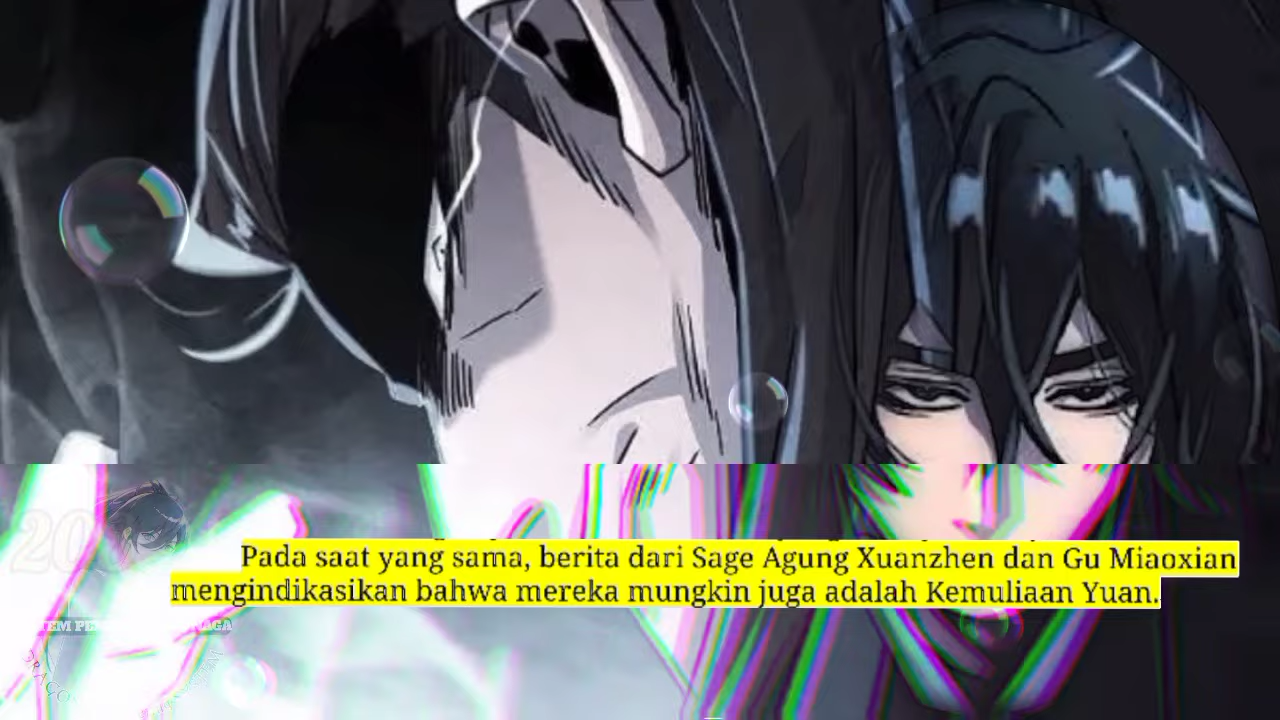 20
Pada saat yang sama, berita dari Sage Agung Xuanzhen dan Gu Miaoxian
mengindikasikan bahwa mereka mungkin juga adalah Kemuliaan Yuan.